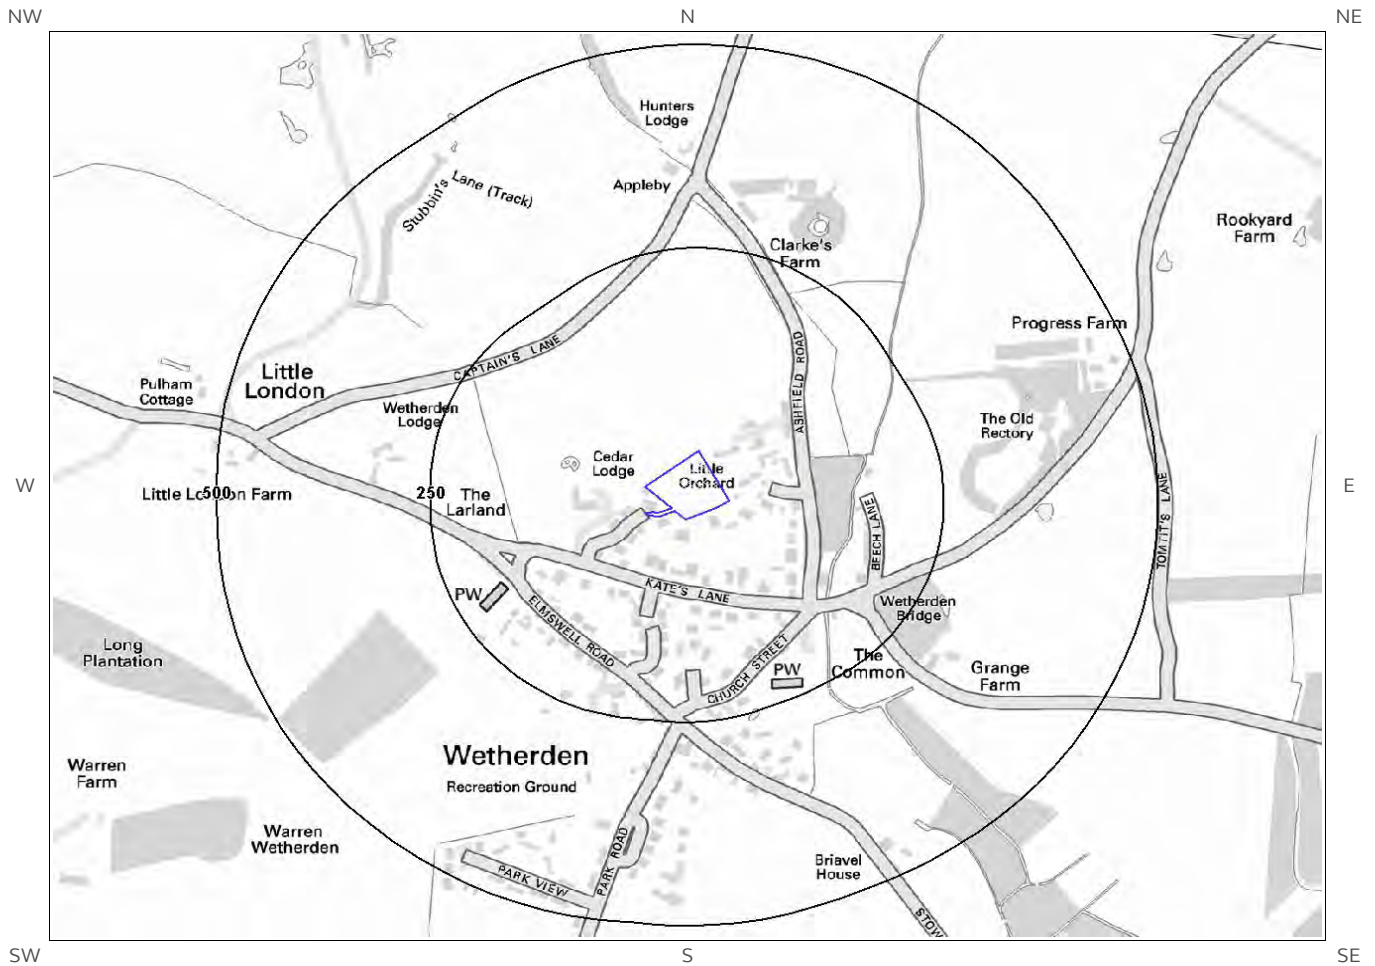 NW
N
NE
Hunters
Lodge
Appleby
Stubbin's
Lane (Track)
Clarke's
Farm
Rookyard
Farm
Progress Farm
CAPTAIN'S LANE
ASHFIELD ROAD
Little
London
Pulham
Cottage
Wetherden
Lodge
The Old
Rectory
Cedar
Lodge
Little
Orchard
W
E
500
250
The
Larland
BEECH LANE
TOMTIT'S LANE
KATE'S LANE
PW
ELMSWELL ROAD
Wetherden
Bridge
CHURCH STREET
PW
The
Common
Grange
Farm
Long
Plantation
Wetherden
Recreation Ground
Warren
Farm
Warren
Wetherden
PARK ROAD
PARK VIEW
Briavel
House
STOW
SW
S
SE